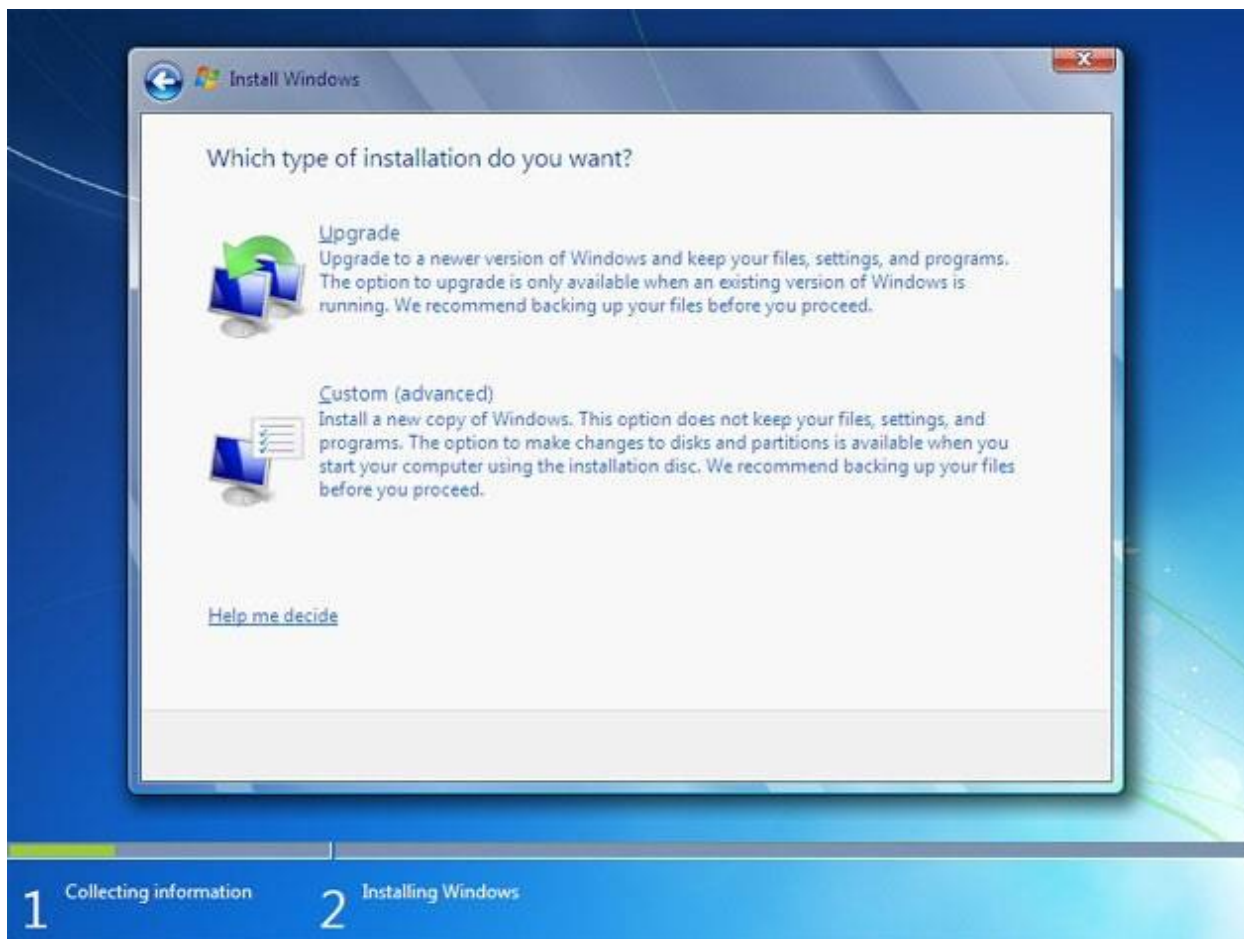 Install Windows
Which type of installation do you want?
Upgrade
Upgrade to a newer version of Windows and keep your files, settings, and programs.
The option to upgrade is only available when an existing version of Windows is
running. We recommend backing up your files before you proceed.
Custom (advanced)
Install a new copy of Windows. This option does not keep your files, settings, and
programs. The option to make changes to disks and partitions is available when you
start your computer using the installation disc. We recommend backing up your files
before you proceed.
Help me decide
1 Collecting information 2 Installing Windows